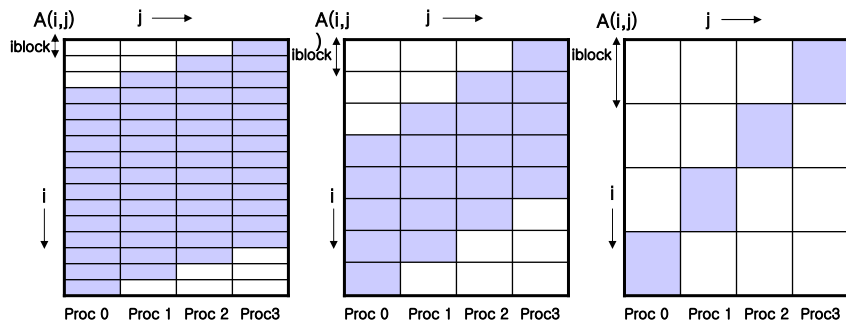 A(i,j)
j
iblock
i
Proc 0 Proc 1 Proc 2 Proc3
A(i,j
)
j
iblock
i
Proc 0 Proc 1 Proc 2 Proc3
A(i,j)
j
iblock
i
Proc 0 Proc 1 Proc 2 Proc3